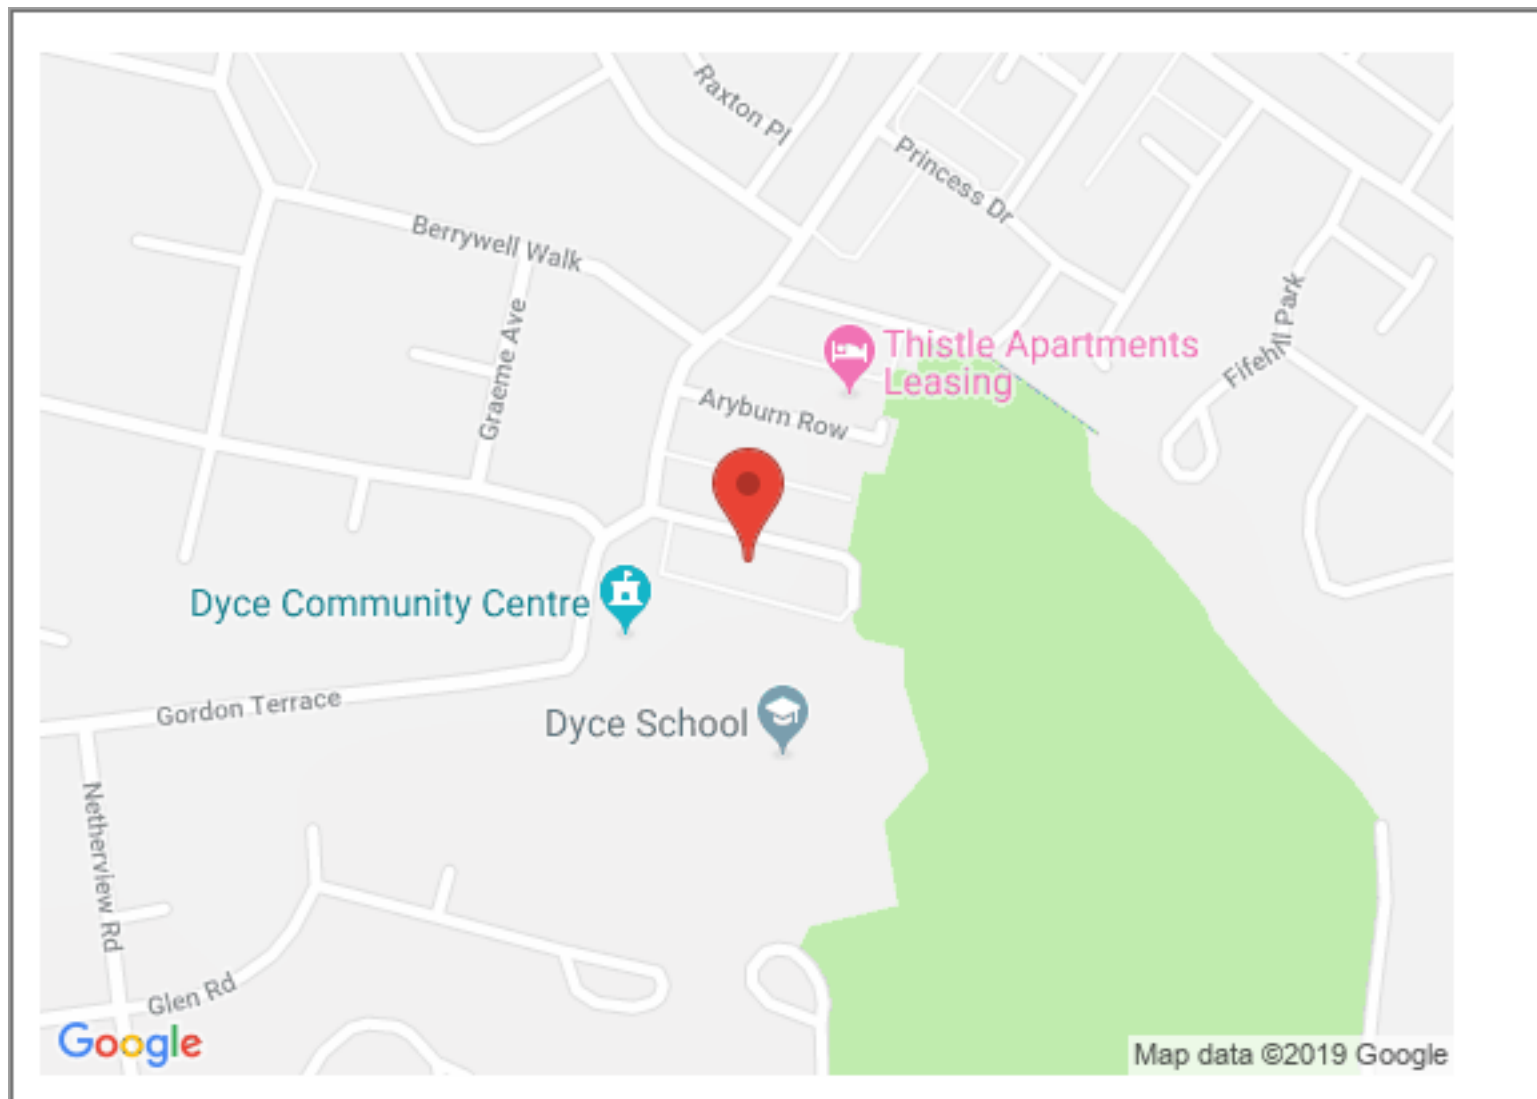 Raxton Pl
Princess Dr
Berrywell Walk
Graeme Ave
Fifehill Park
Thistle Apartments
Leasing
Aryburn Row
Dyce Community Centre
Gordon Terrace
Dyce School
Netherview Rd
Glen Rd
Google
Map data ©2019 Google